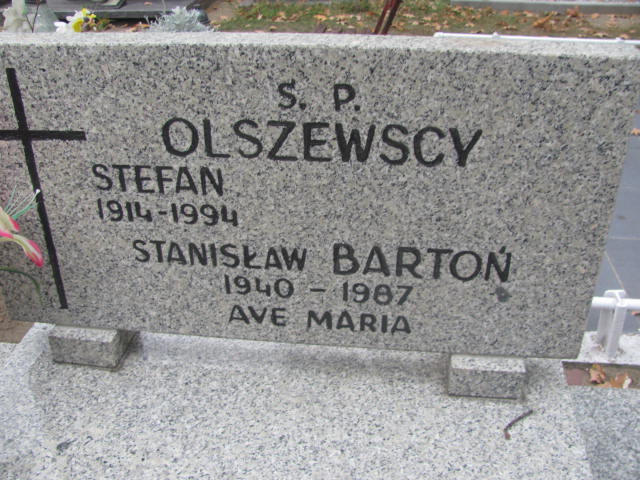 Ś. P.
OLSZEWSCY
STEFAN
1914-1994
STANISŁAW BARTOŃ
1940 - 1987
AVE MARIA